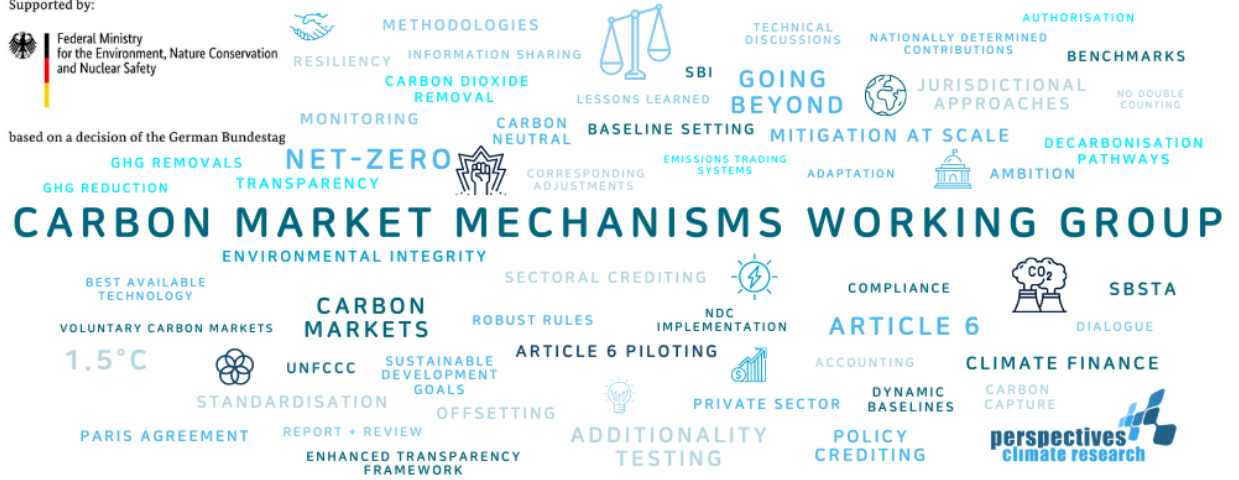 Supported by:
Federal Ministry
for the Environment, Nature Conservation
and Nuclear Safety
based on a decision of the German Bundestag
METHODOLOGIES
RESILIENCY
INFORMATION SHARING
CARBON DIOXIDE
REMOVAL
SBI
LESSONS LEARNED
TECHNICAL
DISCUSSIONS
GOING
BEYOND
AUTHORISATION
NATIONALLY DETERMINED
CONTRIBUTIONS
BENCHMARKS
JURISDICTIONAL
APPROACHES
NO DOUBLE
COUNTING
MONITORING
CARBON
NEUTRAL
BASELINE SETTING
MITIGATION AT SCALE
DECARBONISATION
PATHWAYS
GHG REMOVALS
NET-ZERO
EMISSIONS TRADING
SYSTEMS
CORRESPONDING
ADJUSTMENTS
ADAPTATION
AMBITION
GHG REDUCTION
TRANSPARENCY
CARBON MARKET MECHANISMS WORKING GROUP
ENVIRONMENTAL INTEGRITY
SECTORAL CREDITING
CO2
BEST AVAILABLE
TECHNOLOGY
COMPLIANCE
SBSTA
CARBON
MARKETS
VOLUNTARY CARBON MARKETS
ROBUST RULES
NDC
IMPLEMENTATION
ARTICLE 6
DIALOGUE
1.5°C
UNFCCC
SUSTAINABLE
DEVELOPMENT
GOALS
ARTICLE 6 PILOTING
$
ACCOUNTING
CLIMATE FINANCE
STANDARDISATION
OFFSETTING
PRIVATE SECTOR
DYNAMIC
BASELINES
CARBON
CAPTURE
PARIS AGREEMENT
REPORT + REVIEW
ADDITIONALITY
TESTING
POLICY
CREDITING
perspectives
climate research
ENHANCED TRANSPARENCY
FRAMEWORK